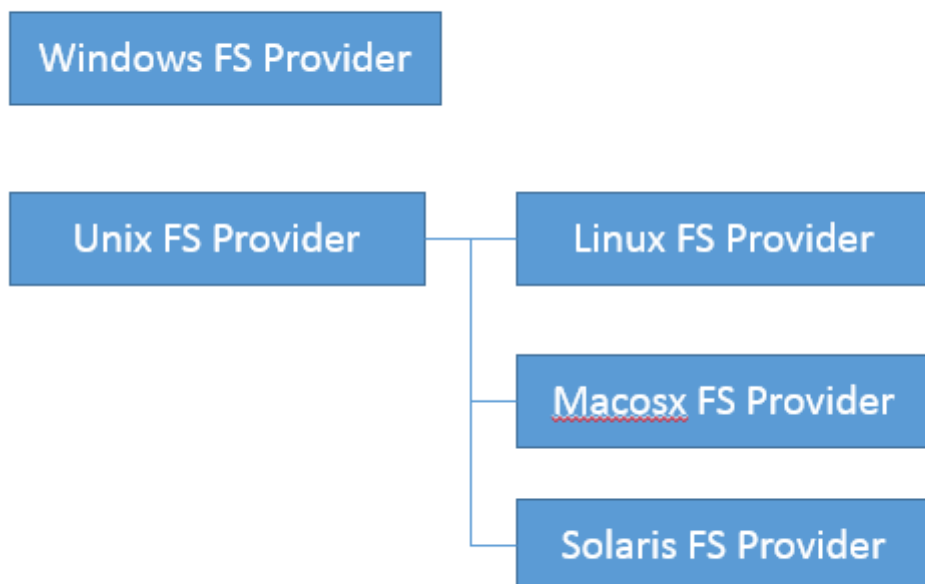 Windows FS Provider
Unix FS Provider
Linux FS Provider
Macosx FS Provider
Solaris FS Provider